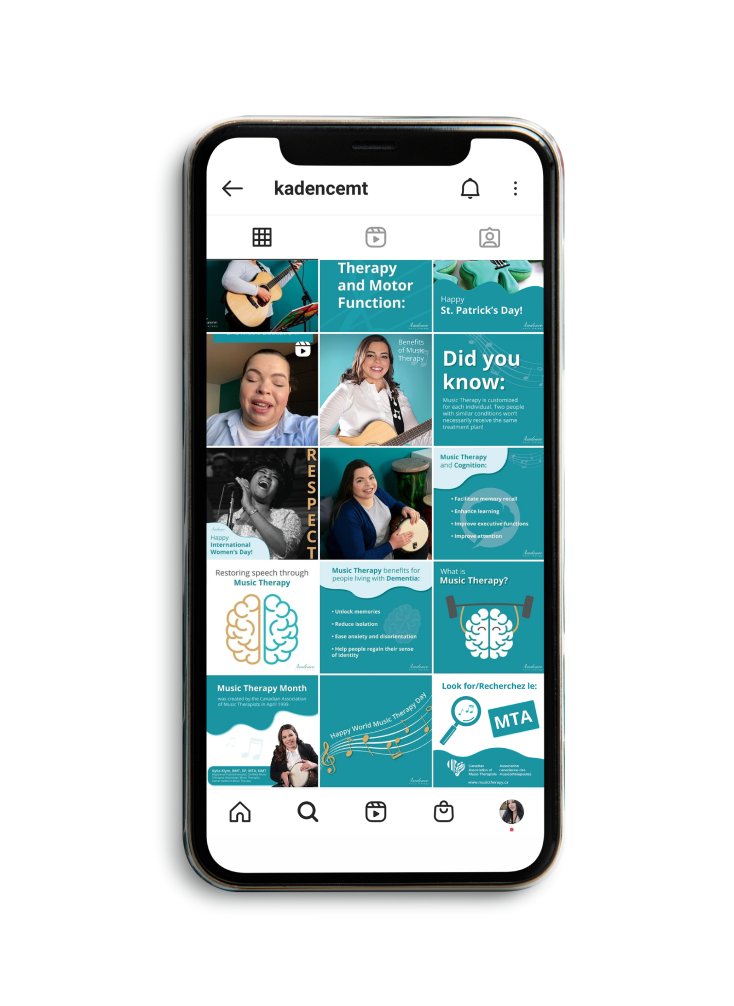 kadencemt
Therapy
and Motor
Function:
Happy
St. Patrick's Day!
Benefits
of Music
Therapy
Did you
know:
Music Therapy is customized
for each individual. Two people
with similar conditions won't
necessarily receive the same
treatment plan!
RESPECT
Happy
International
Women's Day!
Music Therapy
and Cognition:
• Facilitate memory recall
• Enhance learning
• Improve executive functions
• Improve attention
Restoring speech through
Music Therapy
Music Therapy benefits for
people living with Dementia:
• Unlock memories
• Reduce isolation
• Ease anxiety and disorientation
• Help people regain their sense
of identity
What is
Music Therapy?
Music Therapy Month
was created by the Canadian Association
of Music Therapists in April 1999.
Happy World Music Therapy Day
Look for/Recherchez le:
MTA
Canadian
Association of
Music Therapists
www.musictherapy.ca